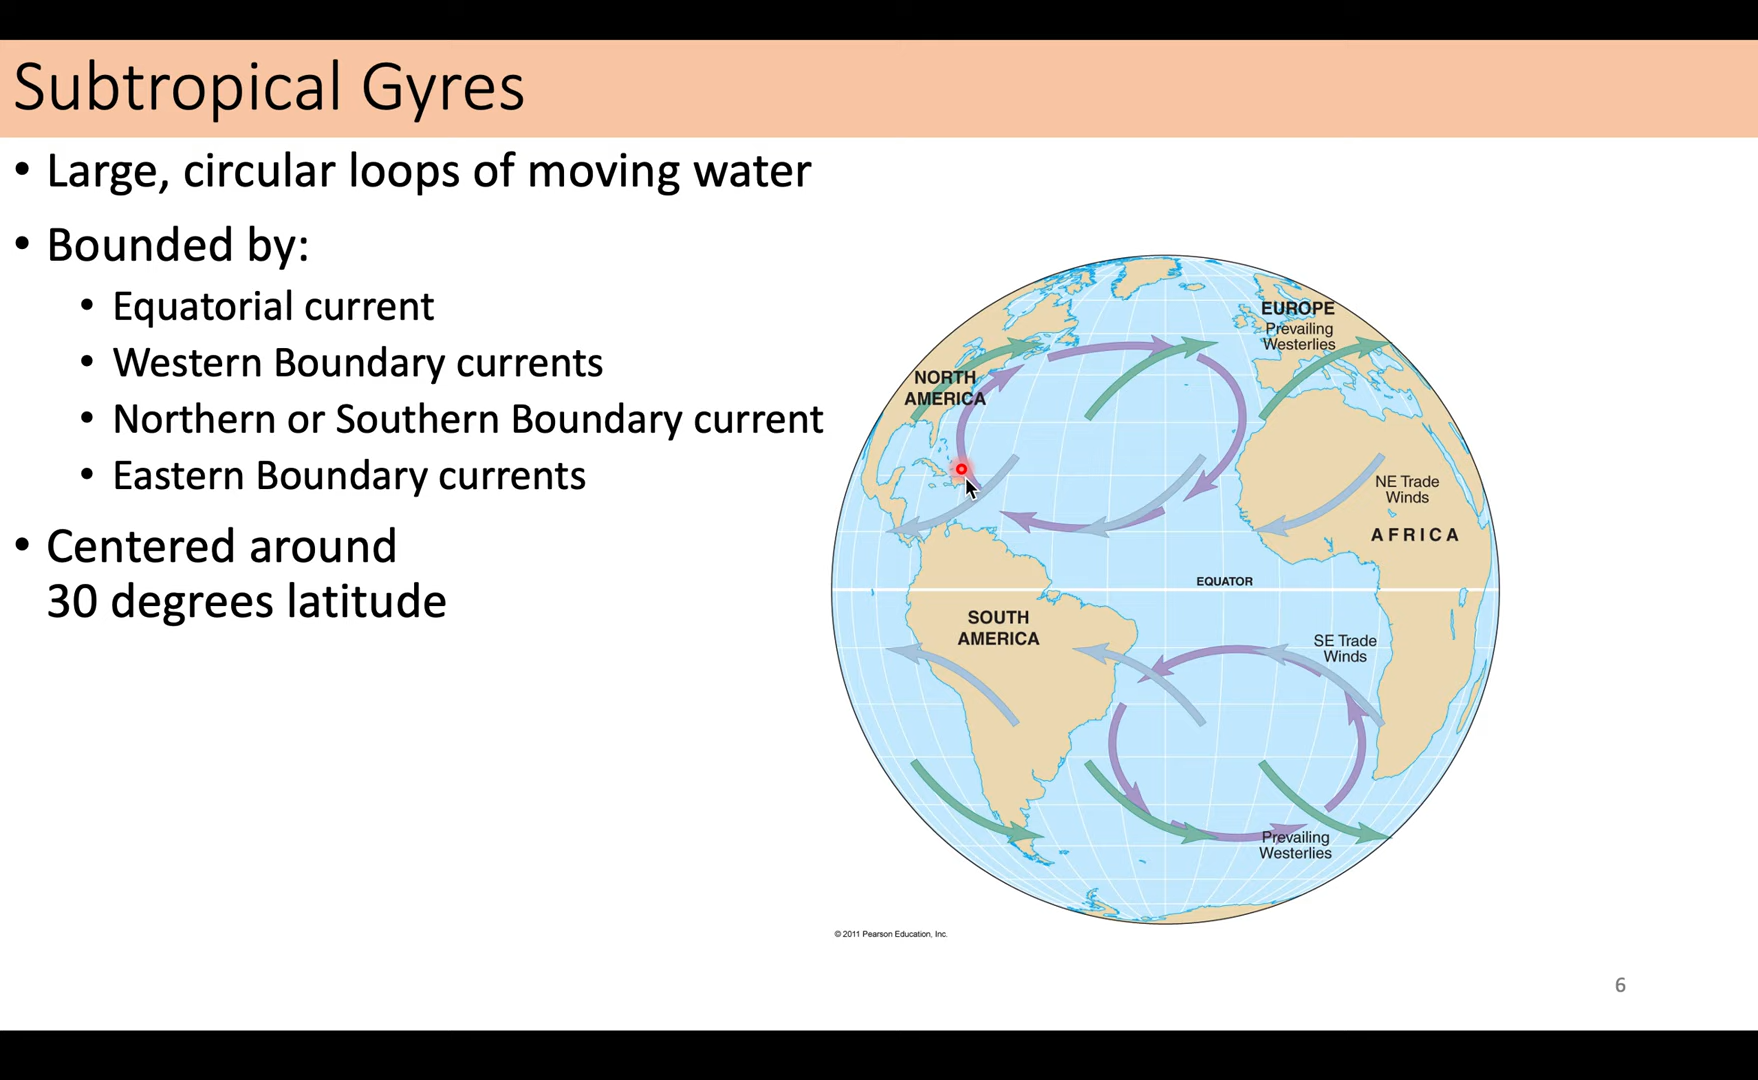 Subtropical Gyres
• Large, circular loops of moving water
• Bounded by:
• Equatorial current
• Western Boundary currents
• Northern or Southern Boundary current
• Eastern Boundary currents
• Centered around
30 degrees latitude
EUROPE
Prevailing
Westerlies
NORTH
AMERICA
NE Trade
Winds
AFRICA
EQUATOR
SOUTH
AMERICA
SE Trade
Winds
Prevailing
Westerlies
© 2011 Pearson Education, Inc.
6